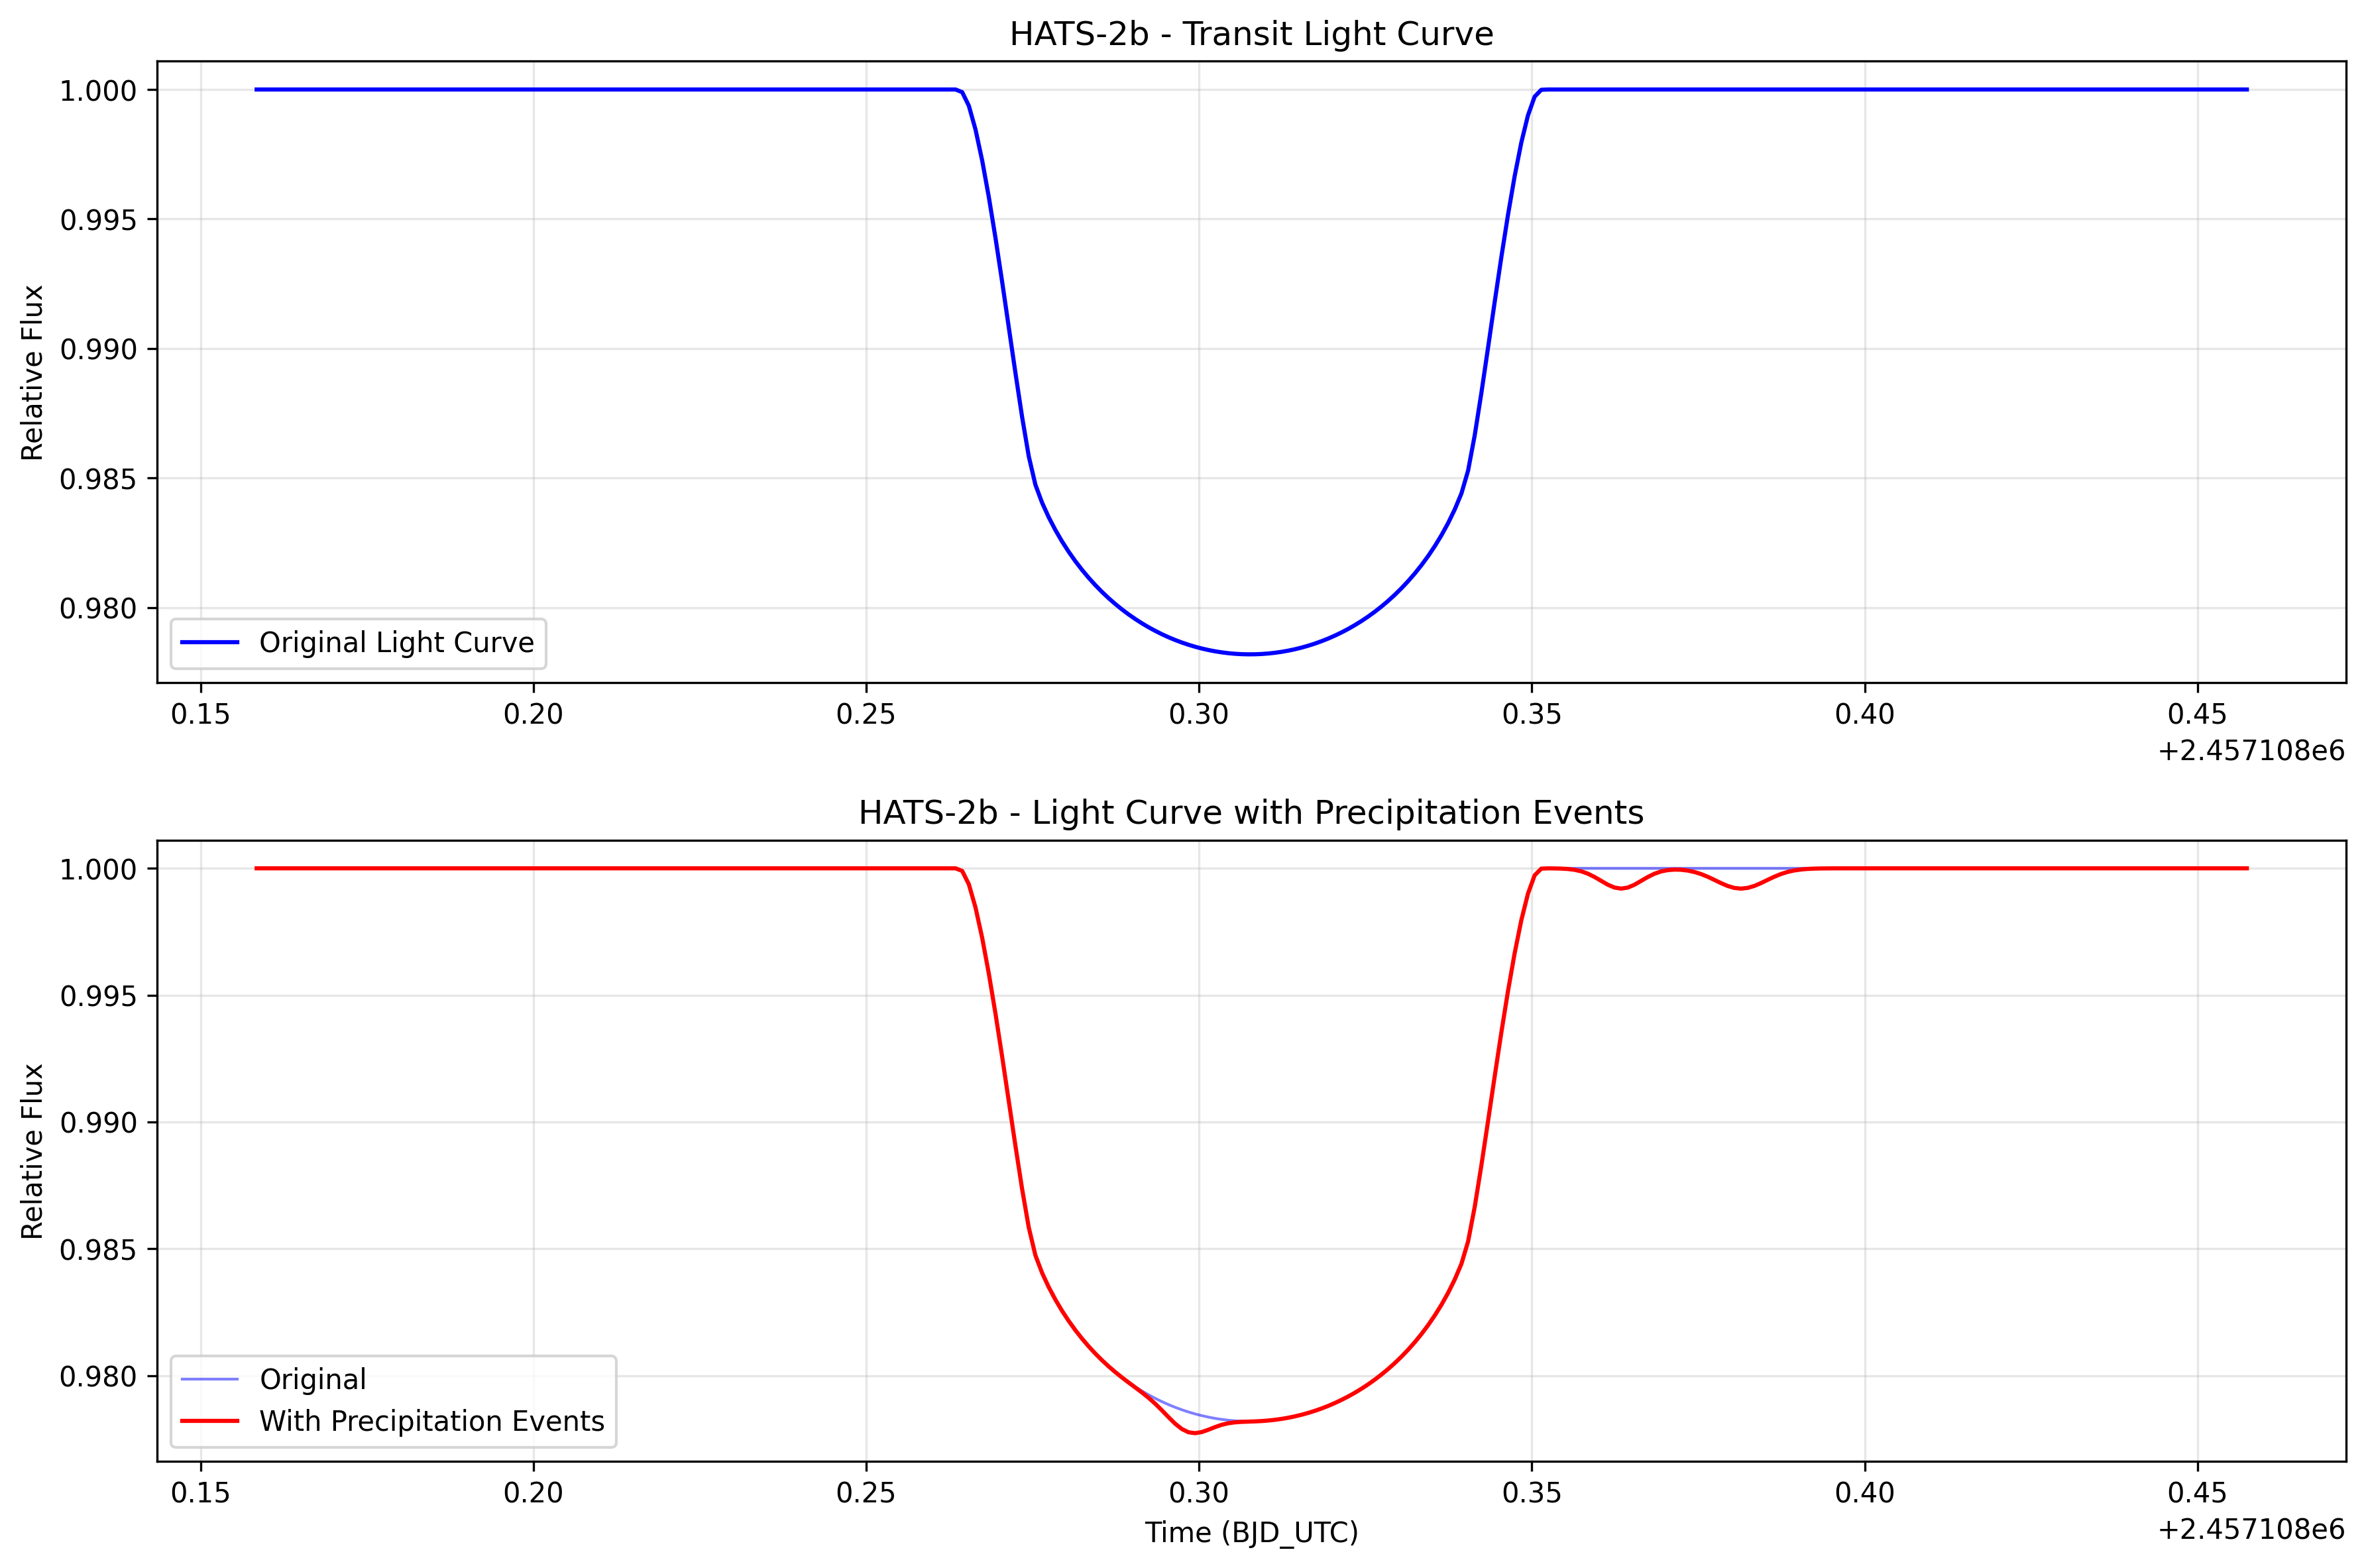 HATS-2b - Transit Light Curve
1.000
0.995
0.990
0.985
0.980
Relative Flux
Original Light Curve
0.15 0.20 0.25 0.30 0.35 0.40 0.45
+2.457108e6
HATS-2b - Light Curve with Precipitation Events
1.000
0.995
0.990
0.985
0.980
Relative Flux
Original
With Precipitation Events
0.15 0.20 0.25 0.30 0.35 0.40 0.45
Time (BJD_UTC)
+2.457108e6